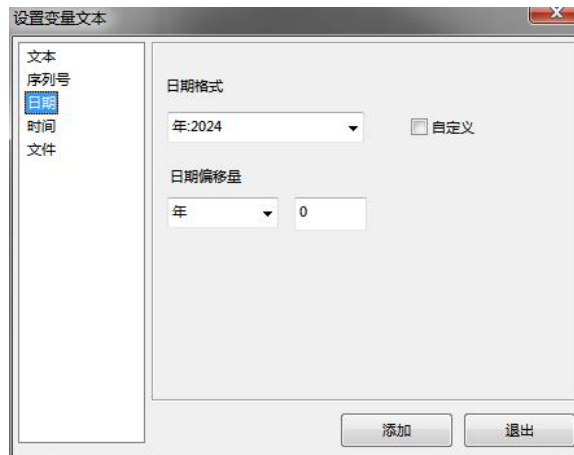 设置变量文本
文本
序列号
日期
时间
文件
日期格式
年:2024
自定义
日期偏移量
年
0
添加
退出